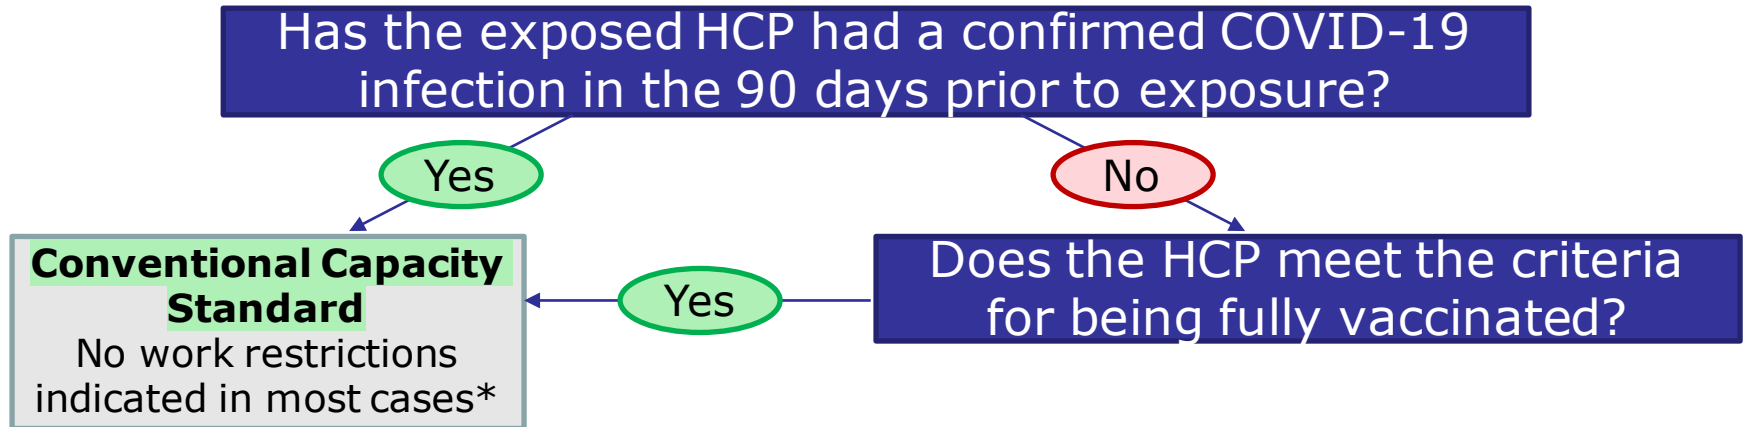 Has the exposed HCP had a confirmed COVID-19
infection in the 90 days prior to exposure?
Yes
No
Conventional Capacity
Standard
No work restrictions
indicated in most cases*
Yes
Does the HCP meet the criteria
for being fully vaccinated?